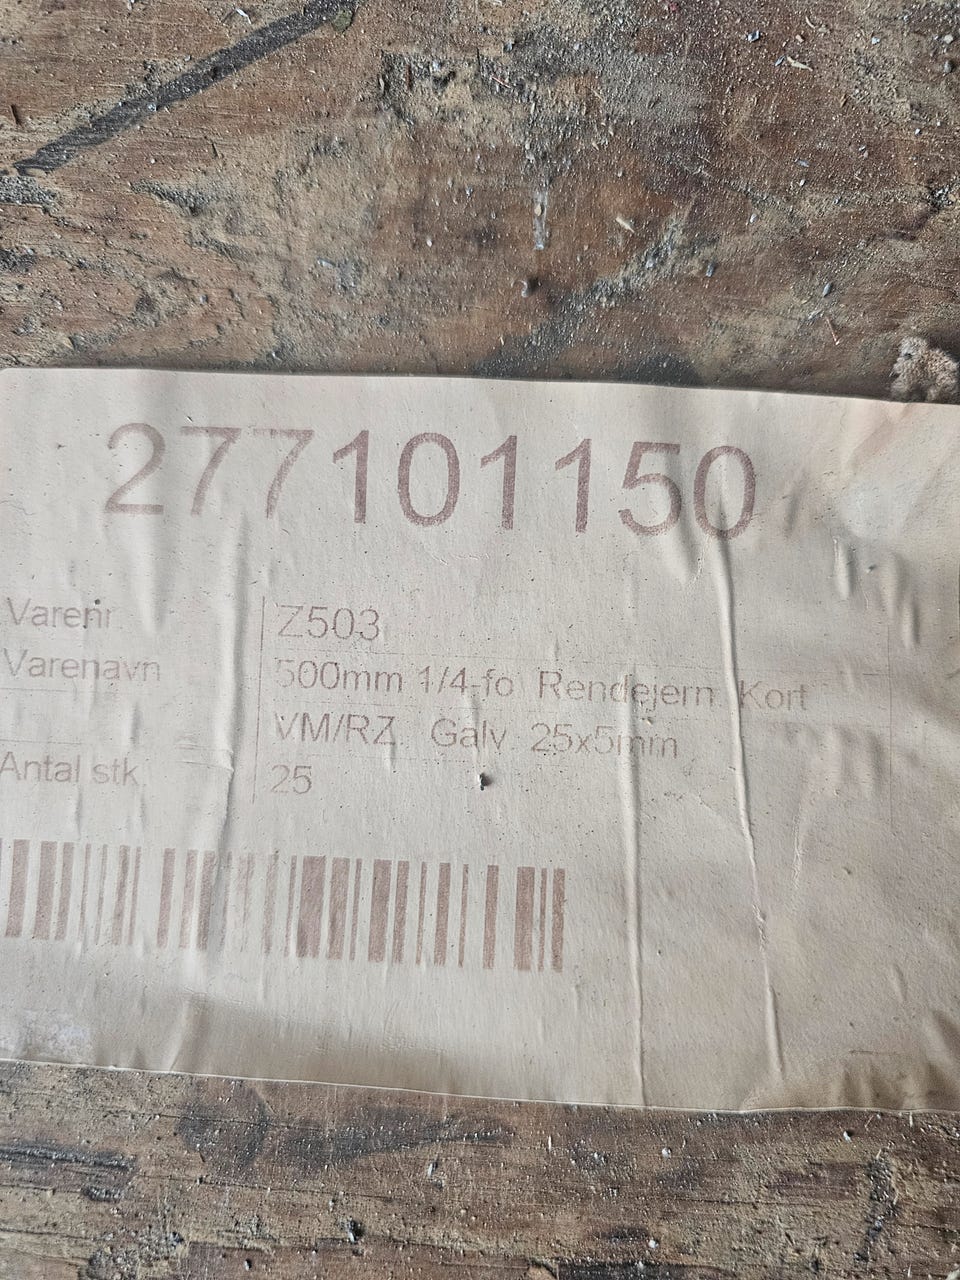 277101150
Varenr. Z503
Varenavn 500mm 1/4-fo Rendejern Kort
VM/RZ Galv 25x5mm
Antal stk 25